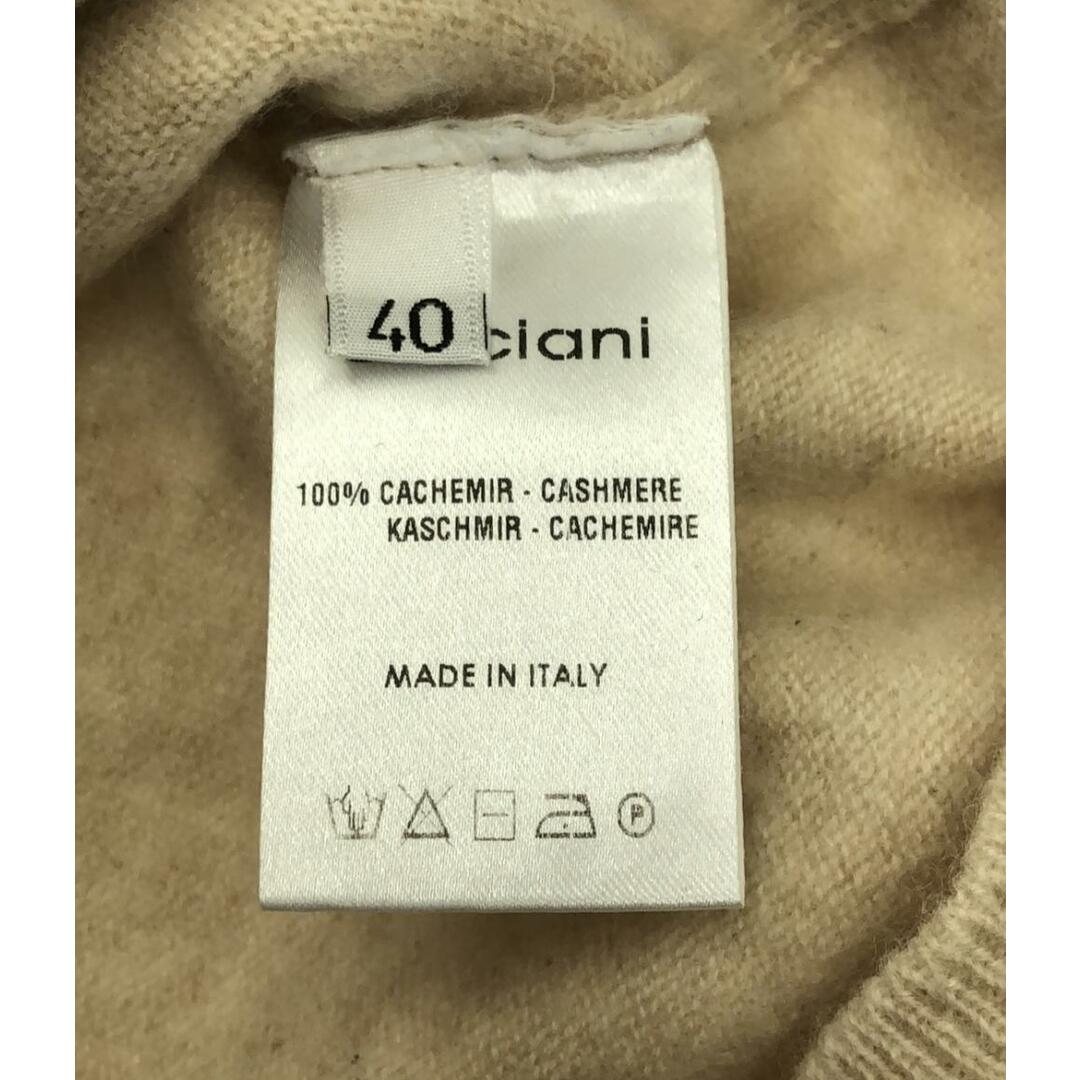 40
ciani
100% CACHEMIR - CASHMERE
KASCHMIR - CACHEMIRE
MADE IN ITALY
P